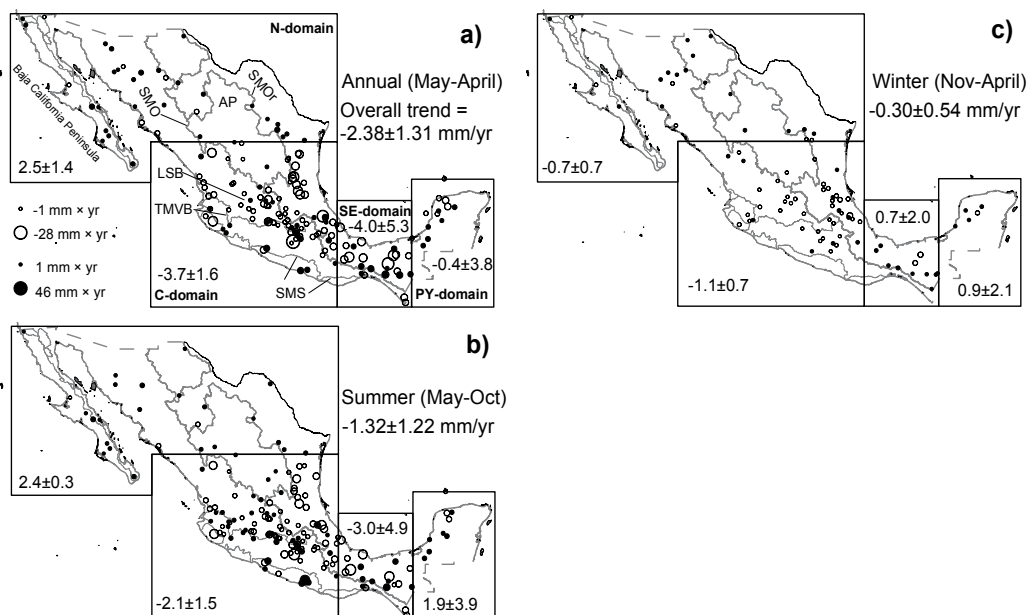 N-domain
a)
Annual (May-April)
Overall trend =
-2.38±1.31 mm/yr
Baja California Peninsula
SMO
AP
SMOr
2.5±1.4
LSB
TMVB
-1 mm × yr
-28 mm × yr
1 mm × yr
46 mm × yr
SE-domain
-4.0±5.3
-3.7±1.6
C-domain
SMS
-0.4±3.8
PY-domain
c)
Winter (Nov-April)
-0.30±0.54 mm/yr
-0.7±0.7
0.7±2.0
-1.1±0.7
0.9±2.1
b)
Summer (May-Oct)
-1.32±1.22 mm/yr
2.4±0.3
-3.0±4.9
-2.1±1.5
1.9±3.9